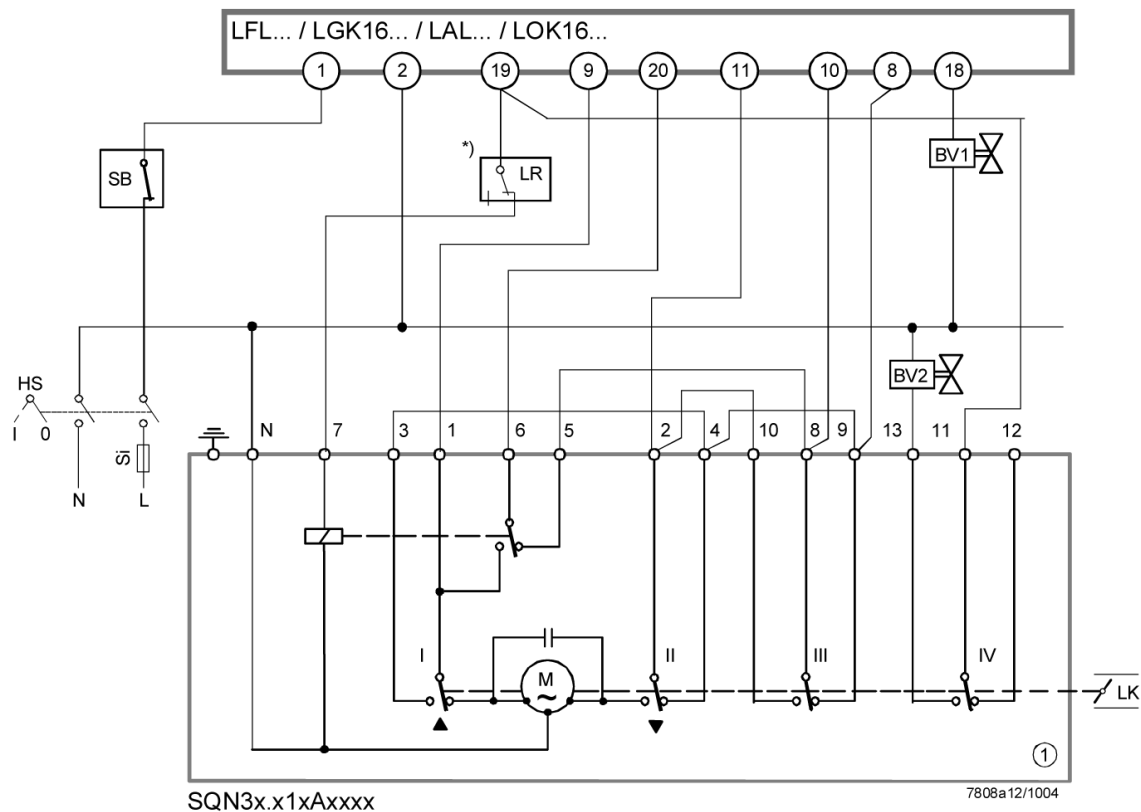 LFL... / LGK16... / LAL... / LOK16...
1 2 19 9 20 11 10 8 18
*)
LR
BV1
SB
BV2
HS
I 0
Si
N L
N 7 3 1 6 5 2 4 10 8 9 13 11 12
I II III IV
M
~
LK
1
SQN3x.x1xAxxxx
7808a12/1004